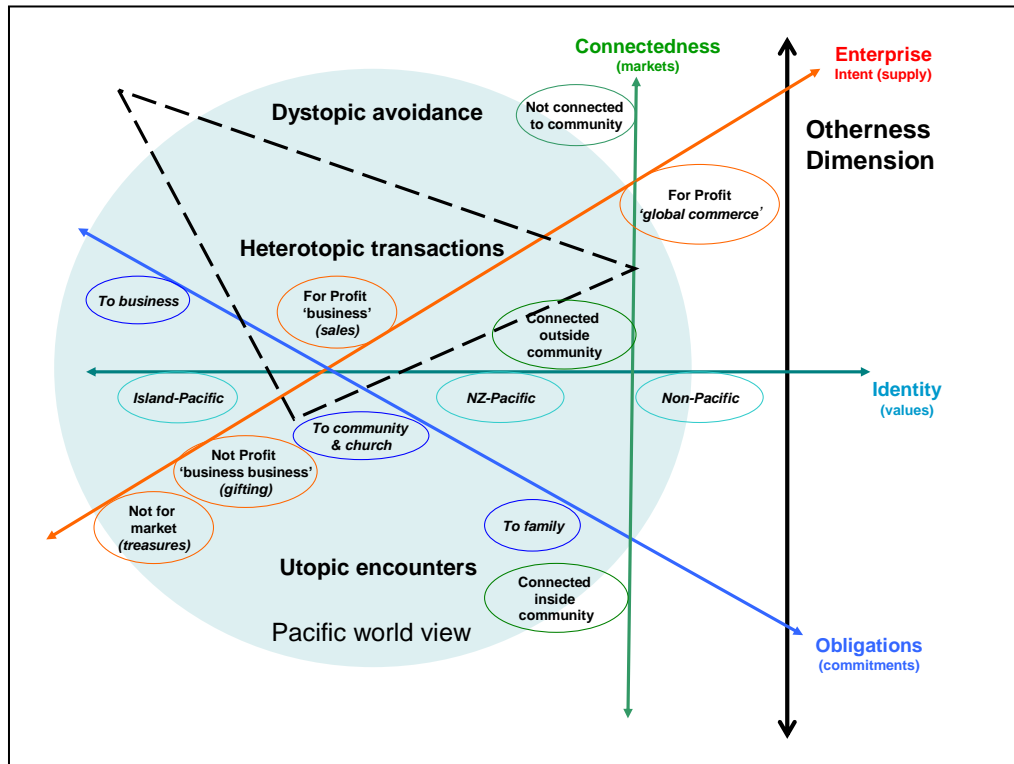 Connectedness
(markets)
Enterprise
Intent (supply)
Dystopic avoidance
Not connected
to community
Otherness
Dimension
For Profit
‘global commerce’
Heterotopic transactions
To business
For Profit
‘business’
(sales)
Connected
outside
community
Island-Pacific
NZ-Pacific
Non-Pacific
Identity
(values)
To community
& church
Not Profit
‘business business’
(gifting)
Not for
market
(treasures)
To family
Utopic encounters
Connected
inside
community
Pacific world view
Obligations
(commitments)